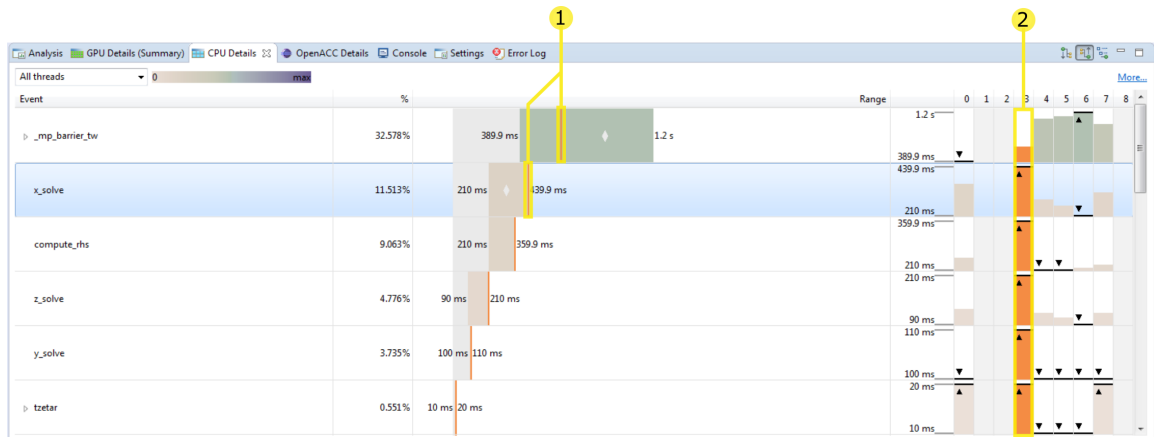 1 2
Analysis GPU Details (Summary) CPU Details OpenACC Details Console Settings Error Log
All threads 0 max More...
Event % Range 0 1 2 3 4 5 6 7 8
_mp_barrier_tw 32.578% 389.9 ms 1.2 s 1.2 s 389.9 ms
x_solve 11.513% 210 ms 439.9 ms 439.9 ms 210 ms
compute_rhs 9.063% 210 ms 359.9 ms 359.9 ms 210 ms
z_solve 4.776% 90 ms 210 ms 210 ms 90 ms
y_solve 3.735% 100 ms 110 ms 110 ms 100 ms
tzetar 0.551% 10 ms 20 ms 20 ms 10 ms